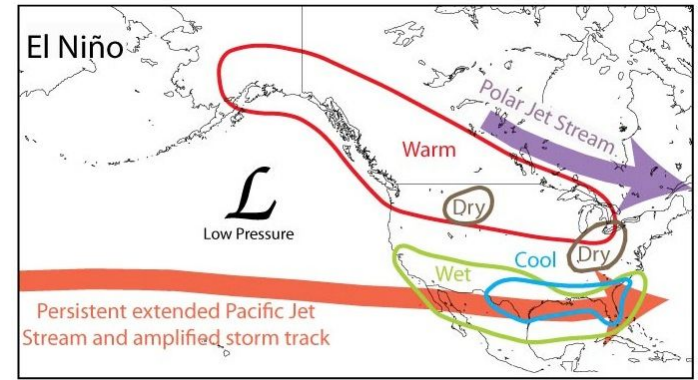 El Niño
Polar Jet Stream
Warm
L
Low Pressure
Dry
Dry
Cool
Wet
Persistent extended Pacific Jet
Stream and amplified storm track